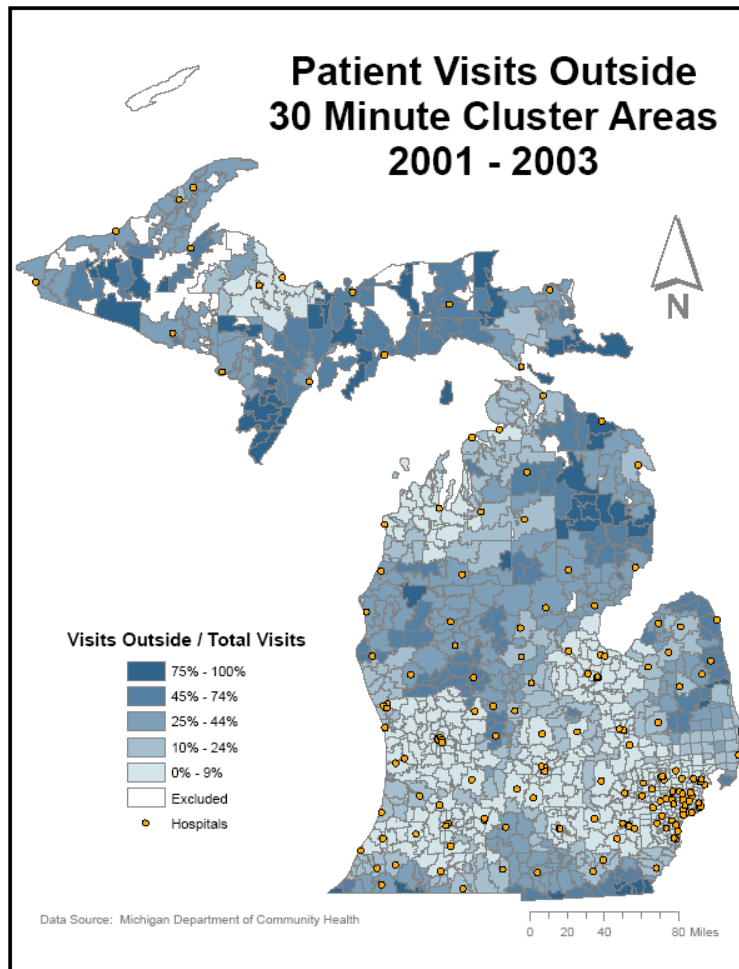 Patient Visits Outside
30 Minute Cluster Areas
2001 - 2003
N
Visits Outside / Total Visits
75% - 100%
45% - 74%
25% - 44%
10% - 24%
0% - 9%
Excluded
Hospitals
Data Source: Michigan Department of Community Health
0 20 40 80 Miles